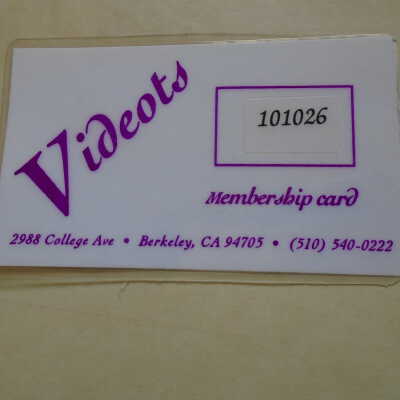 Videots
101026
Membership card
2988 College Ave • Berkeley, CA 94705 • (510) 540-0222